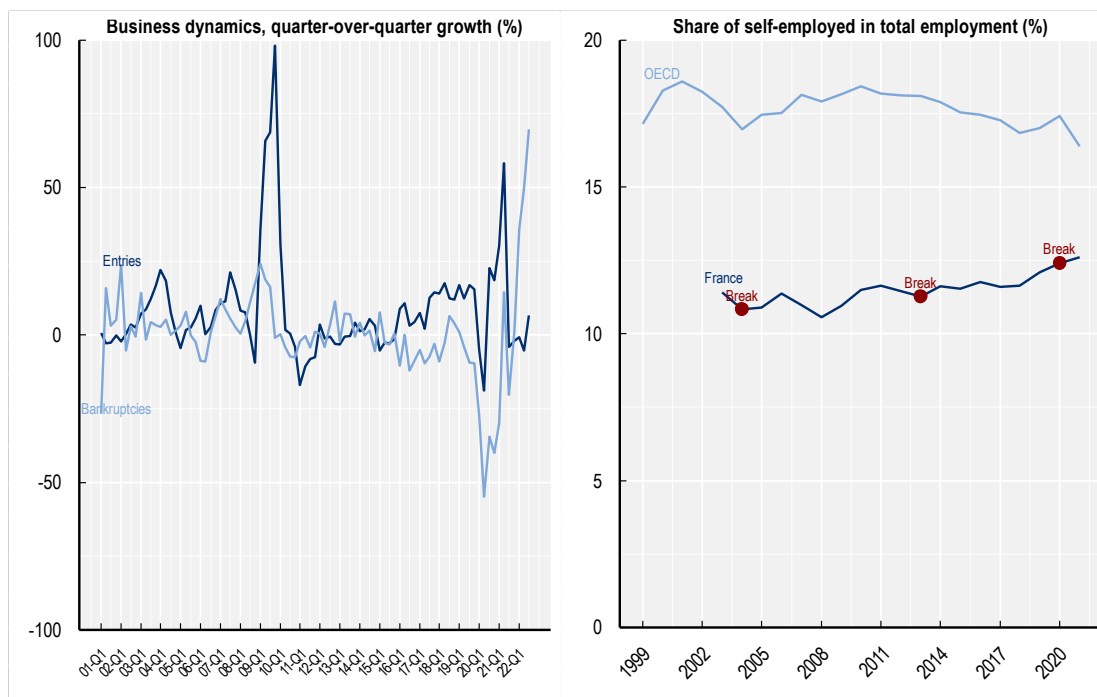 Business dynamics, quarter-over-quarter growth (%)
100
50
0
-50
-100
Entries
Bankruptcies
01-Q1
02-Q1
03-Q1
04-Q1
05-Q1
06-Q1
07-Q1
08-Q1
09-Q1
10-Q1
11-Q1
12-Q1
13-Q1
14-Q1
15-Q1
16-Q1
17-Q1
18-Q1
19-Q1
20-Q1
21-Q1
22-Q1
Share of self-employed in total employment (%)
20
15
10
5
0
OECD
France
Break
Break
Break
1999
2002
2005
2008
2011
2014
2017
2020